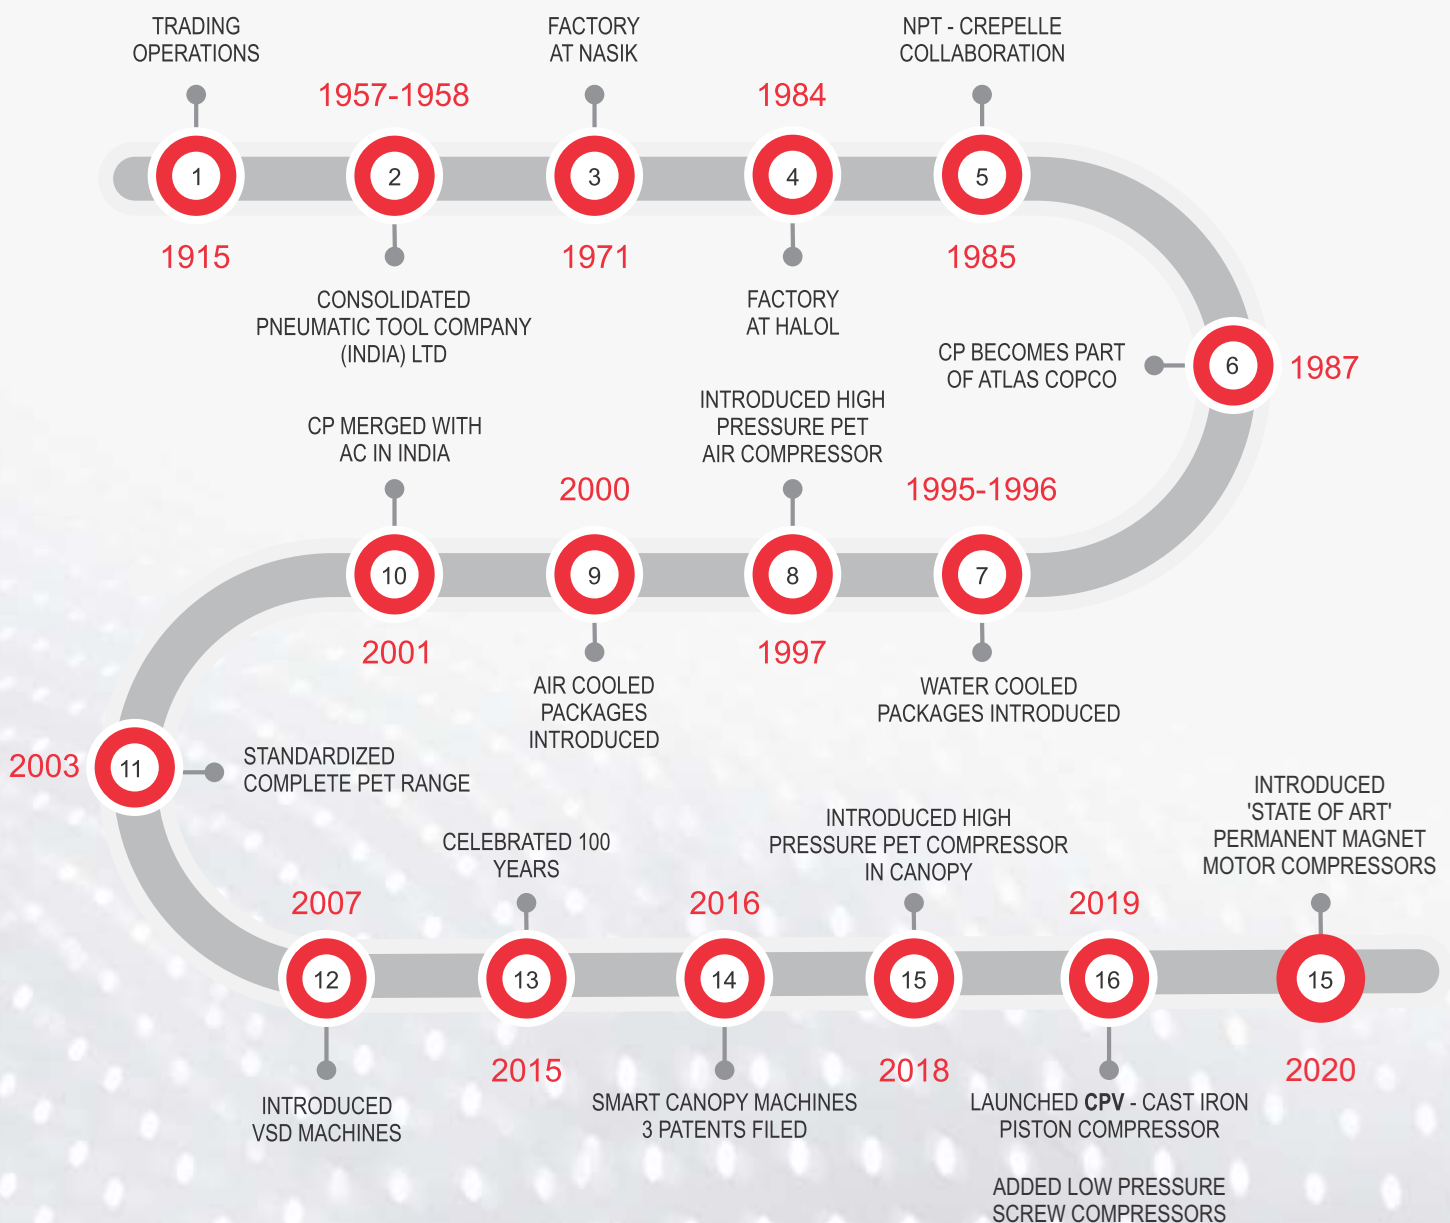 TRADING
OPERATIONS
1
1915
1957-1958
2
CONSOLIDATED
PNEUMATIC TOOL COMPANY
(INDIA) LTD
FACTORY
AT NASIK
3
1971
1984
4
FACTORY
AT HALOL
NPT - CREPELLE
COLLABORATION
5
1985
CP BECOMES PART
OF ATLAS COPCO
6
1987
1995-1996
7
WATER COOLED
PACKAGES INTRODUCED
INTRODUCED HIGH
PRESSURE PET
AIR COMPRESSOR
8
1997
2000
9
AIR COOLED
PACKAGES
INTRODUCED
CP MERGED WITH
AC IN INDIA
10
2001
2003
11
STANDARDIZED
COMPLETE PET RANGE
2007
12
INTRODUCED
VSD MACHINES
CELEBRATED 100
YEARS
13
2015
2016
14
SMART CANOPY MACHINES
3 PATENTS FILED
INTRODUCED HIGH
PRESSURE PET COMPRESSOR
IN CANOPY
15
2018
2019
16
LAUNCHED CPV - CAST IRON
PISTON COMPRESSOR
ADDED LOW PRESSURE
SCREW COMPRESSORS
INTRODUCED
'STATE OF ART'
PERMANENT MAGNET
MOTOR COMPRESSORS
15
2020